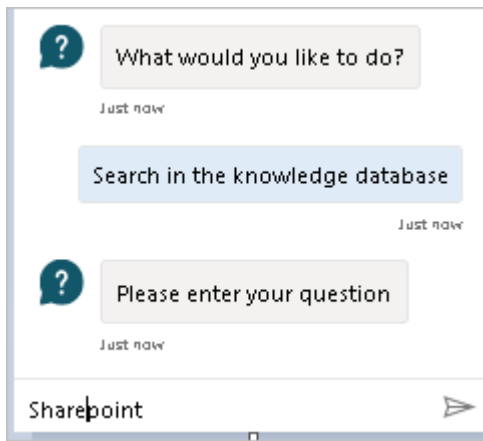 What would you like to do?
Just now
Search in the knowledge database
Just now
Please enter your question
Just now
Sharepoint